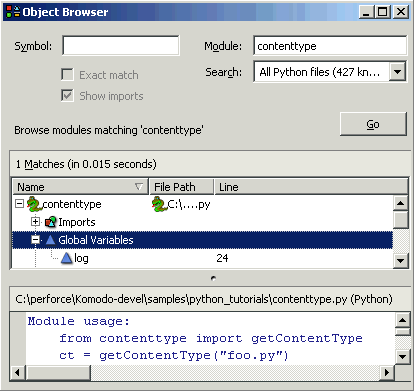 Object Browser
Symbol: Module: contenttype
Exact match Search: All Python files (427 kn...
Show imports
Browse modules matching 'contenttype' Go
1 Matches (in 0.015 seconds)
Name File Path Line
contenttype C:\....py
Imports
Global Variables
log 24
C:\perforce\Komodo-devel\samples\python_tutorials\contenttype.py (Python)
Module usage:
from contenttype import getContentType
ct = getContentType("foo.py")